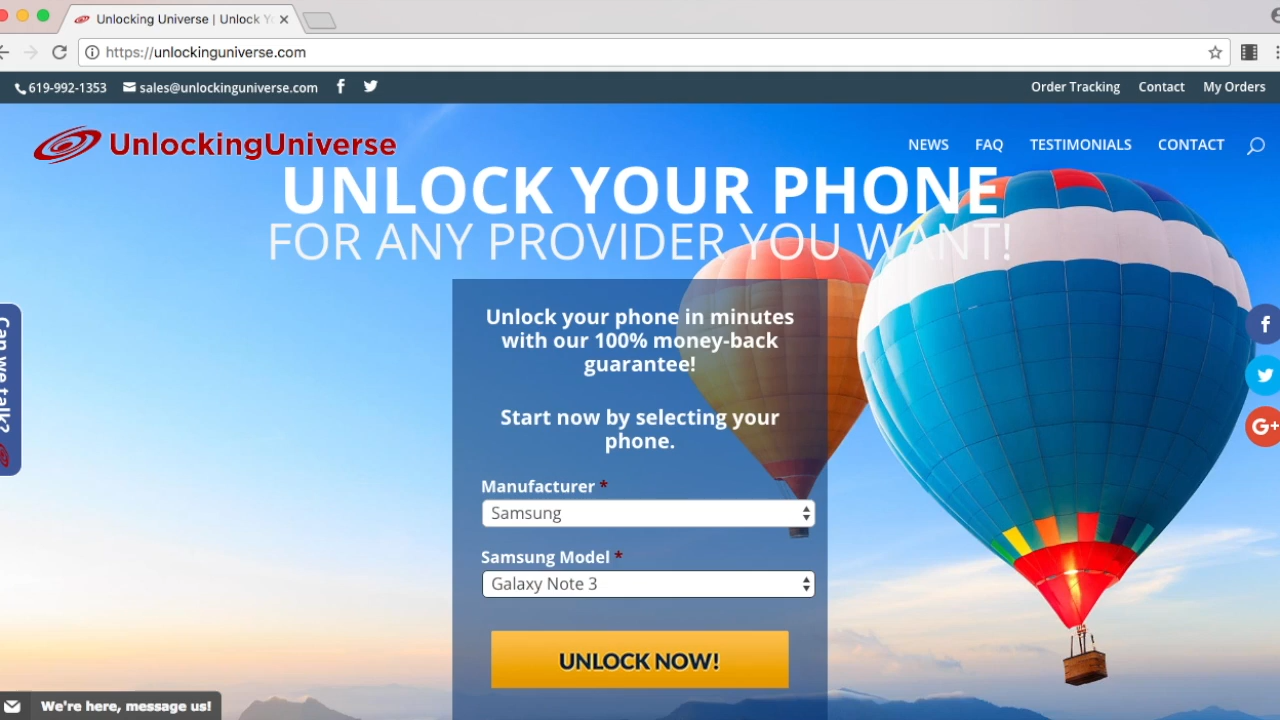 Unlocking Universe | Unlock Yo
https://unlockinguniverse.com
619-992-1353 sales@unlockinguniverse.com
Order Tracking Contact My Orders
UnlockingUniverse
NEWS FAQ TESTIMONIALS CONTACT
UNLOCK YOUR PHONE
FOR ANY PROVIDER YOU WANT!
Unlock your phone in minutes
with our 100% money-back
guarantee!
Start now by selecting your
phone.
Manufacturer *
Samsung
Samsung Model *
Galaxy Note 3
UNLOCK NOW!
Can we talk?
G+
We're here, message us!